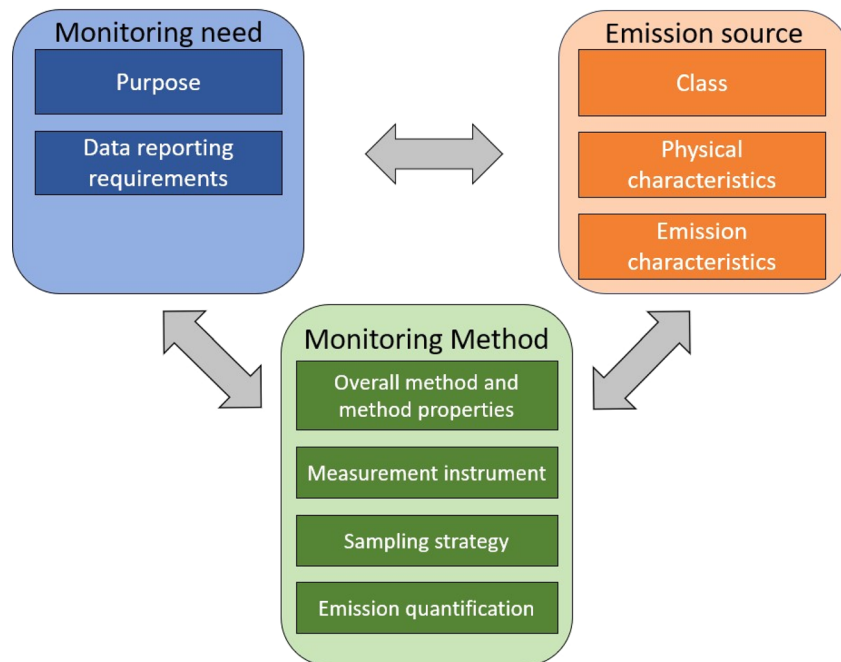 Monitoring need
Purpose
Data reporting
requirements
Emission source
Class
Physical
characteristics
Emission
characteristics
Monitoring Method
Overall method and
method properties
Measurement instrument
Sampling strategy
Emission quantification